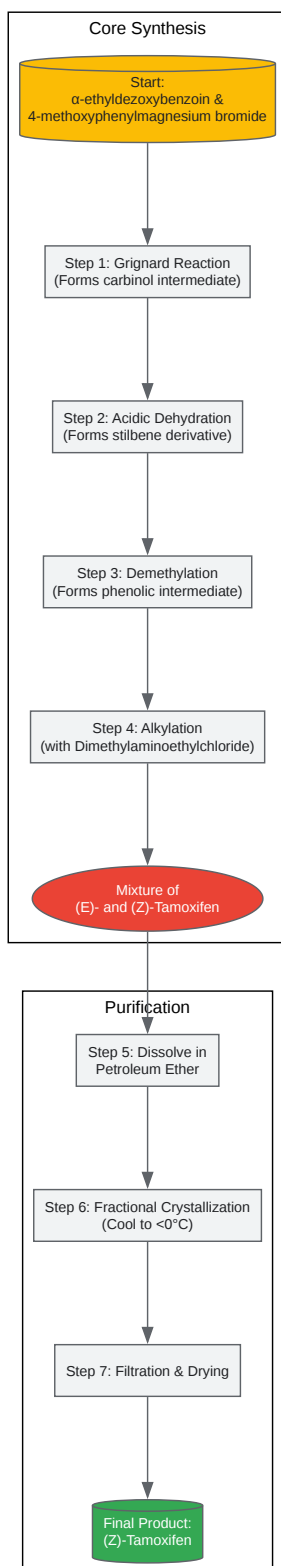 Core Synthesis
Start:
α-ethyldezoxybenzoin &
4-methoxyphenylmagnesium bromide
Step 1: Grignard Reaction
(Forms carbinol intermediate)
Step 2: Acidic Dehydration
(Forms stilbene derivative)
Step 3: Demethylation
(Forms phenolic intermediate)
Step 4: Alkylation
(with Dimethylaminoethylchloride)
Mixture of
(E)- and (Z)-Tamoxifen
Purification
Step 5: Dissolve in
Petroleum Ether
Step 6: Fractional Crystallization
(Cool to <0°C)
Step 7: Filtration & Drying
Final Product:
(Z)-Tamoxifen